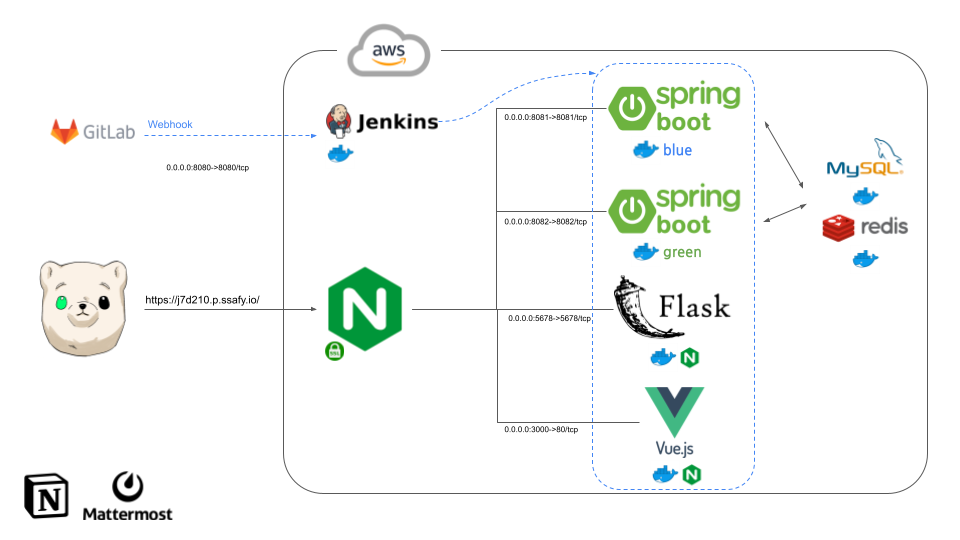 aws
GitLab
Webhook
Jenkins
0.0.0.0:8080->8080/tcp
0.0.0.0:8081->8081/tcp
spring
boot
blue
MySQL
0.0.0.0:8082->8082/tcp
spring
boot
green
redis
https://j7d210.p.ssafy.io/
N
SSL
0.0.0.0:5678->5678/tcp
Flask
N
0.0.0.0:3000->80/tcp
Vue.js
N
N
Mattermost